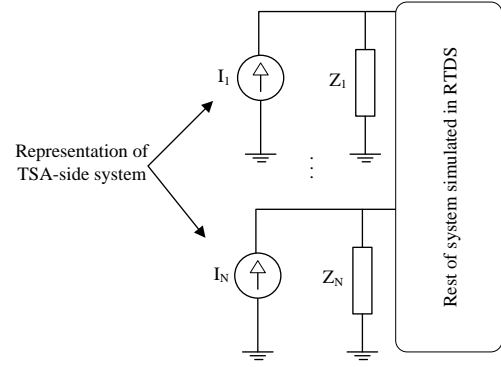 I1
Z1
Representation of
TSA-side system
...
IN
ZN
Rest of system simulated in RTDS